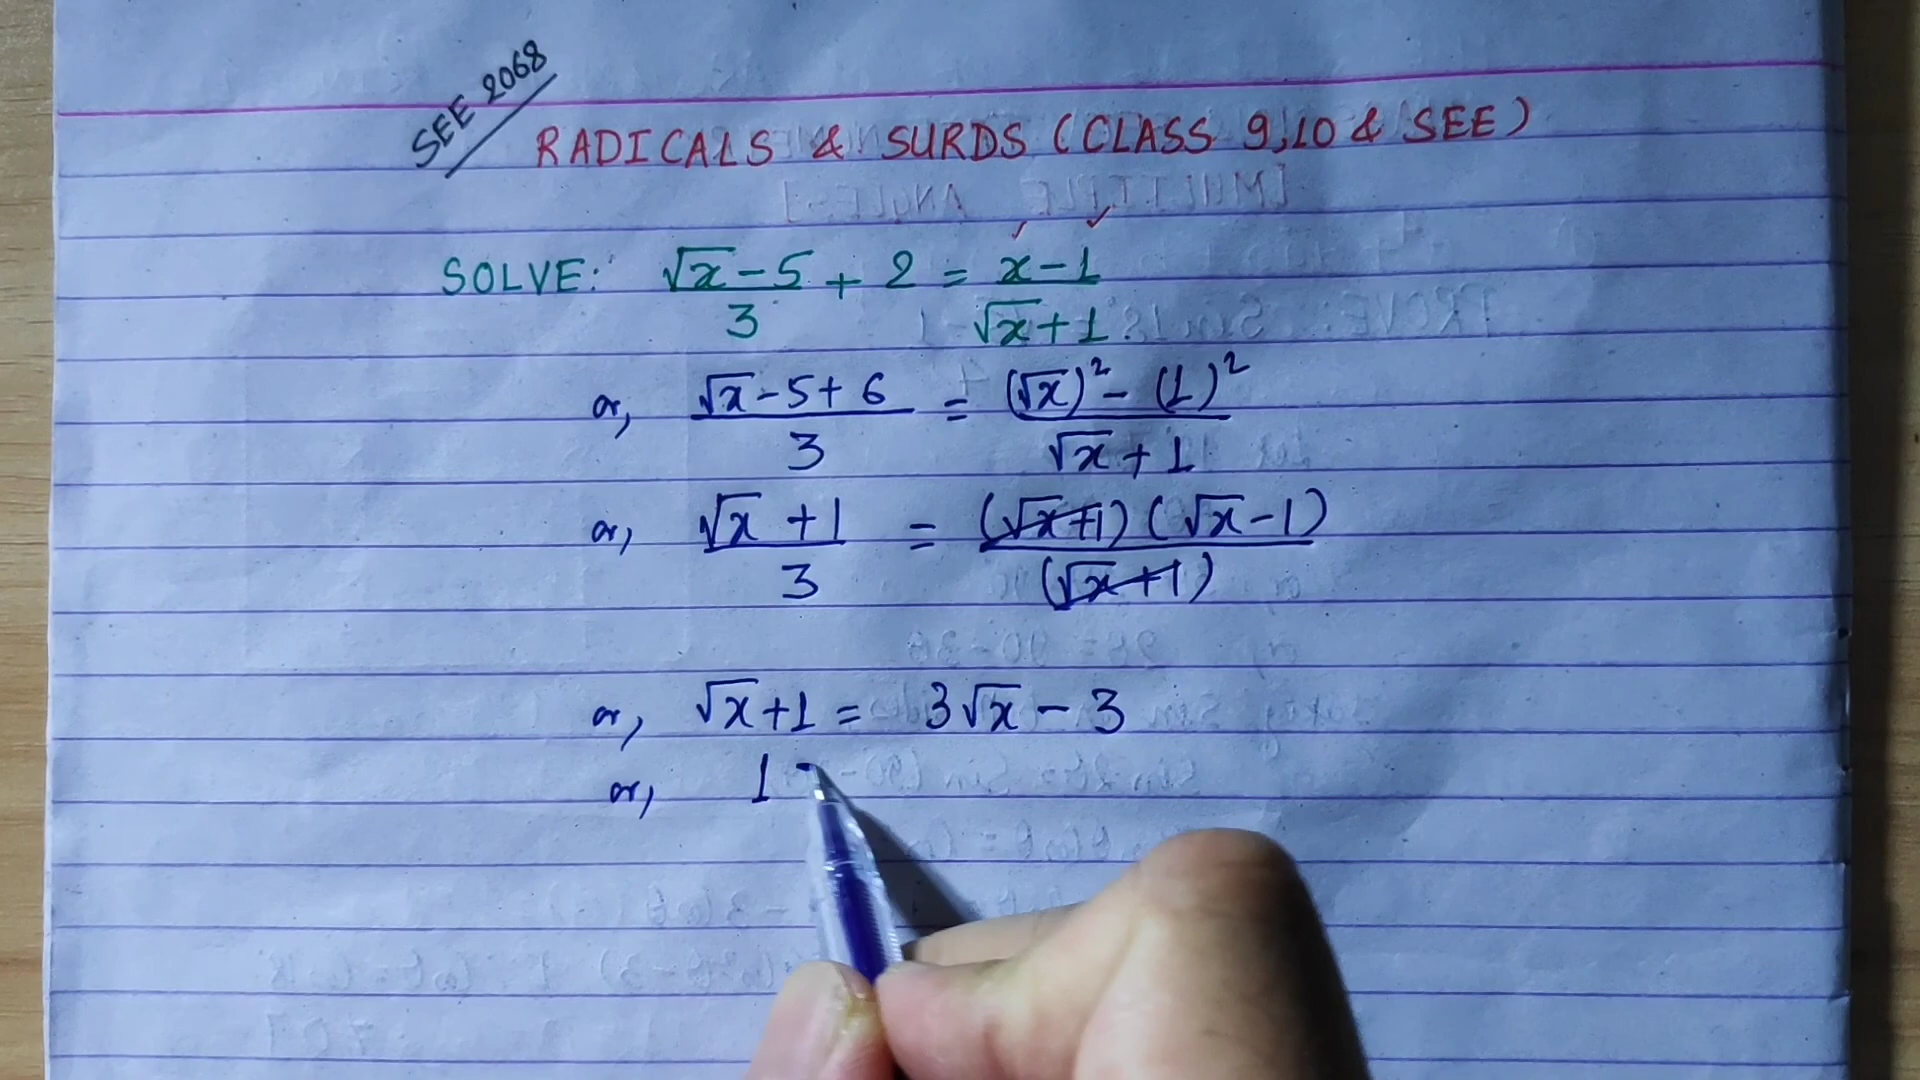 SEE 2068
RADICALS & SURDS (CLASS 9,10 & SEE)
SOLVE: (√x-5)/3 + 2 = (x-1)/(√x+1)
or, (√x-5+6)/3 = ((√x)² - (1)²)/(√x+1)
or, (√x+1)/3 = ((√x+1)(√x-1))/((√x+1))
or, √x+1 = 3√x-3
or, 1 -